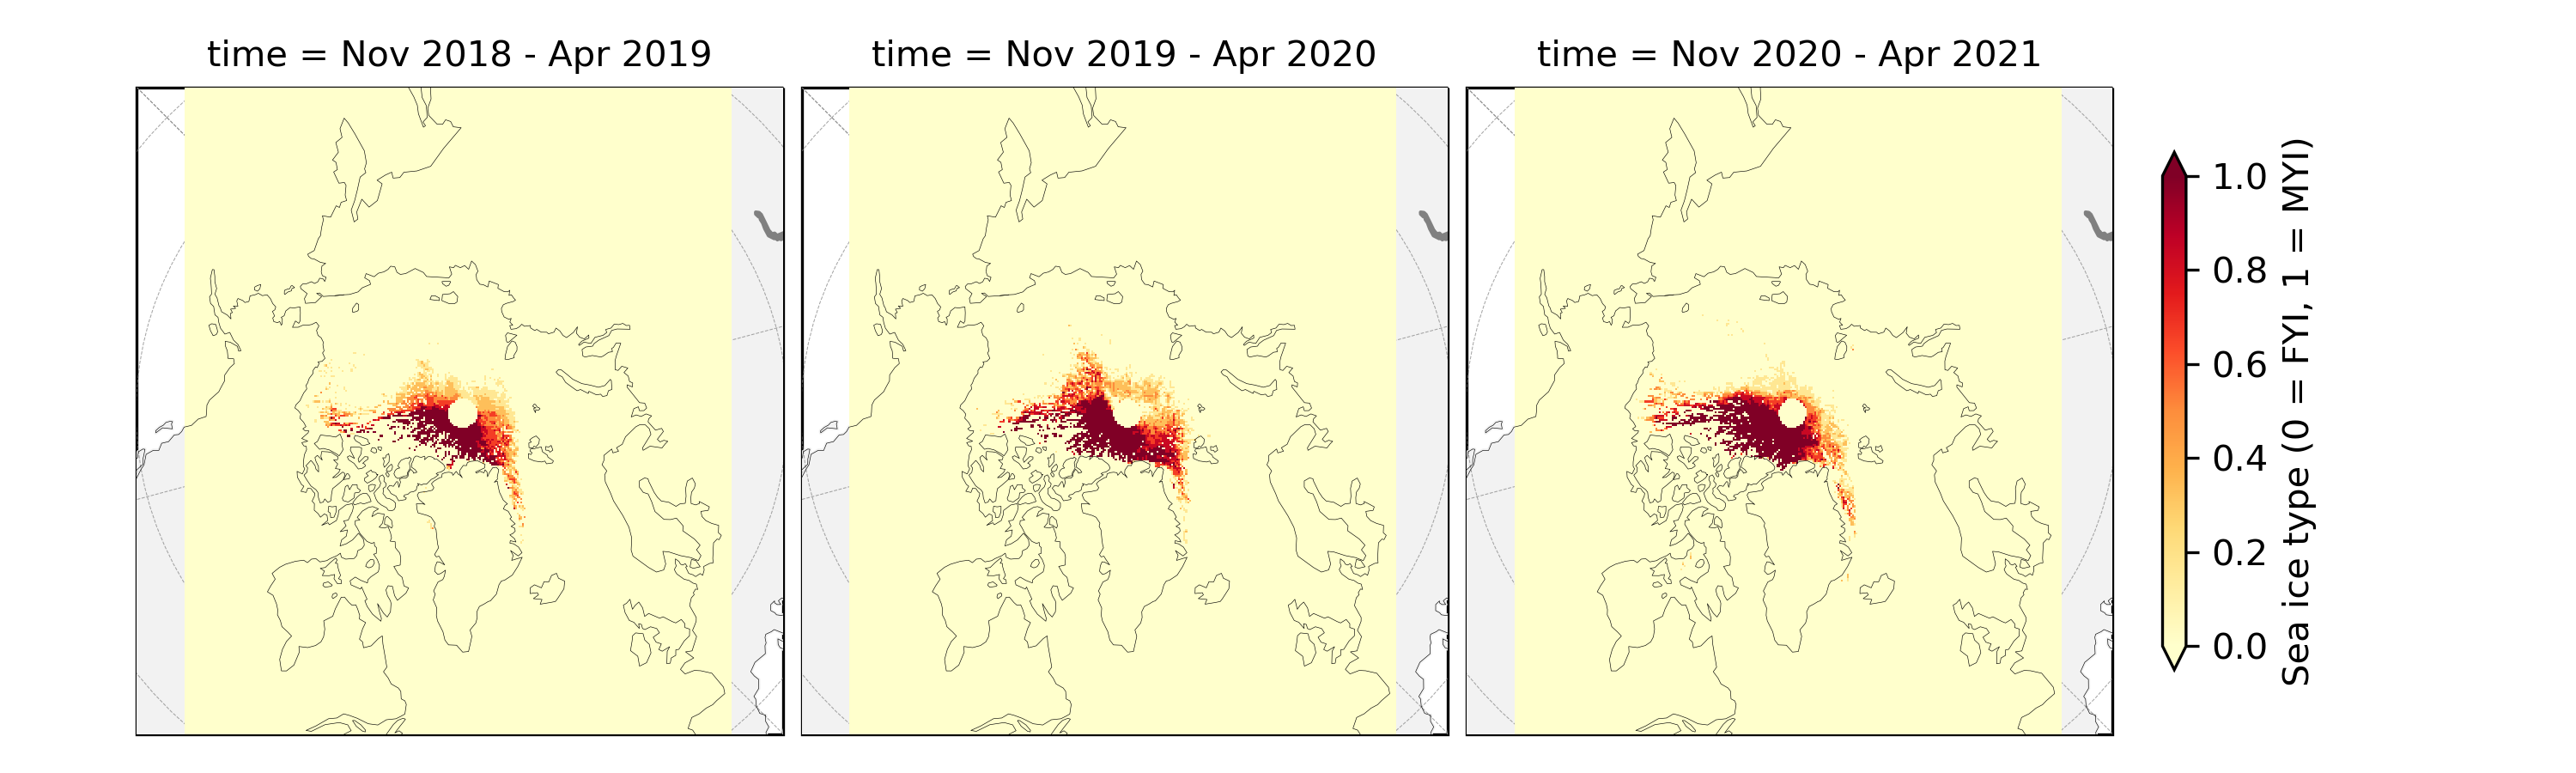 time = Nov 2018 - Apr 2019
time = Nov 2019 - Apr 2020
time = Nov 2020 - Apr 2021
1.0
0.8
0.6
0.4
0.2
0.0
Sea ice type (0 = FYI, 1 = MYI)